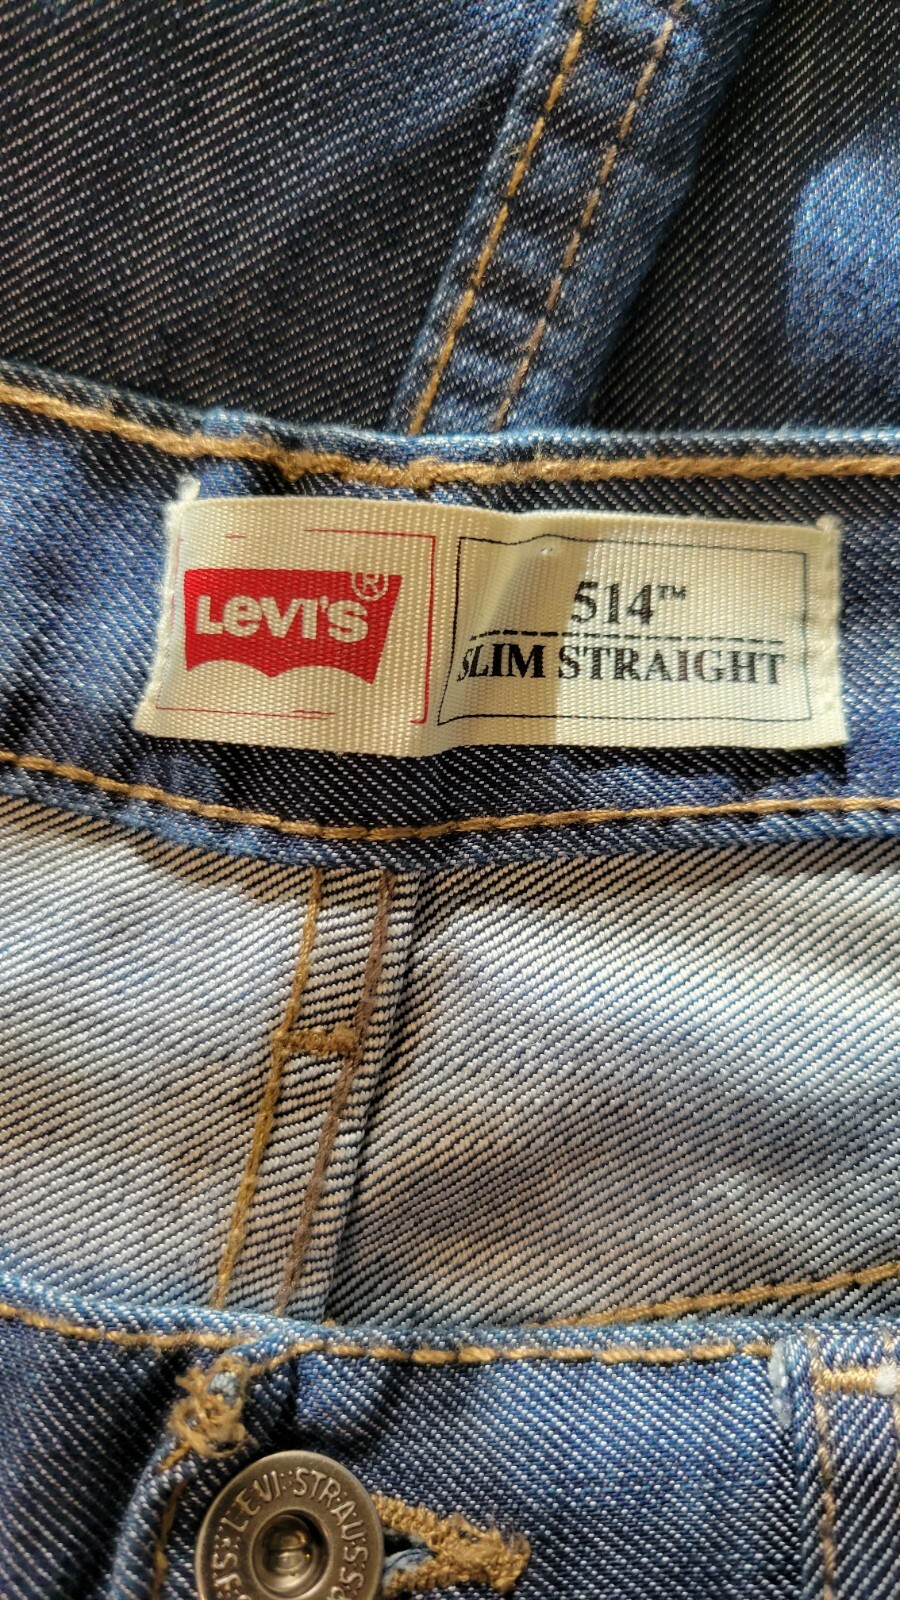 LEVI'S®
514™
SLIM STRAIGHT
LEVI STRAUSS